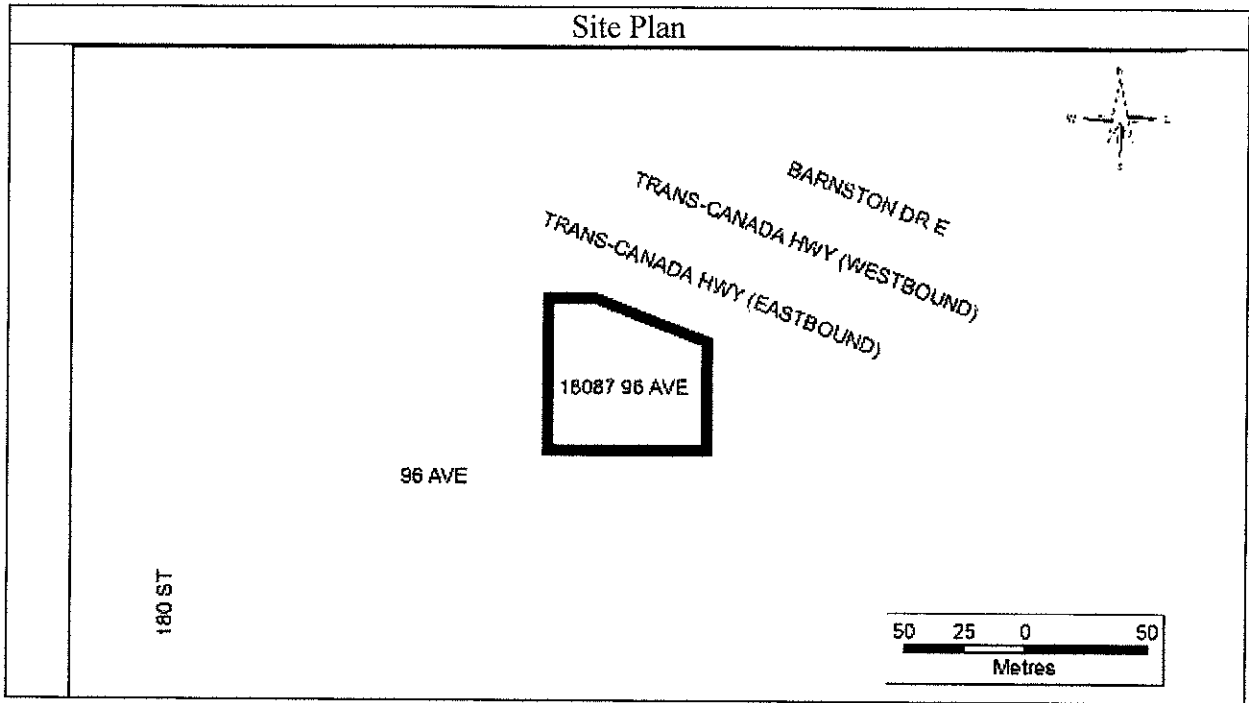 Site Plan
BARNSTON DR E
TRANS-CANADA HWY (WESTBOUND)
TRANS-CANADA HWY (EASTBOUND)
18087 96 AVE
96 AVE
180 ST
50 25 0 50
Metres